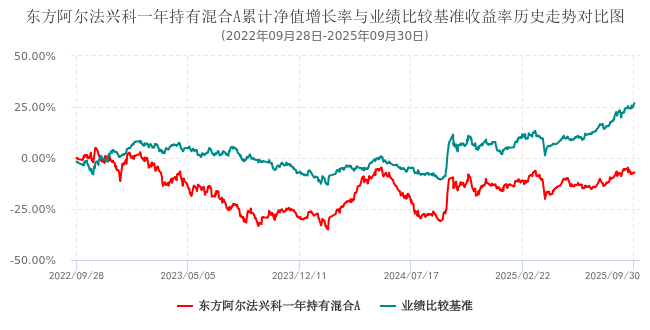 东方阿尔法兴科一年持有混合A累计净值增长率与业绩比较基准收益率历史走势对比图
(2022年09月28日-2025年09月30日)
50.00%
25.00%
0.00%
-25.00%
-50.00%
2022/09/28 2023/05/05 2023/12/11 2024/07/17 2025/02/22 2025/09/30
东方阿尔法兴科一年持有混合A 业绩比较基准